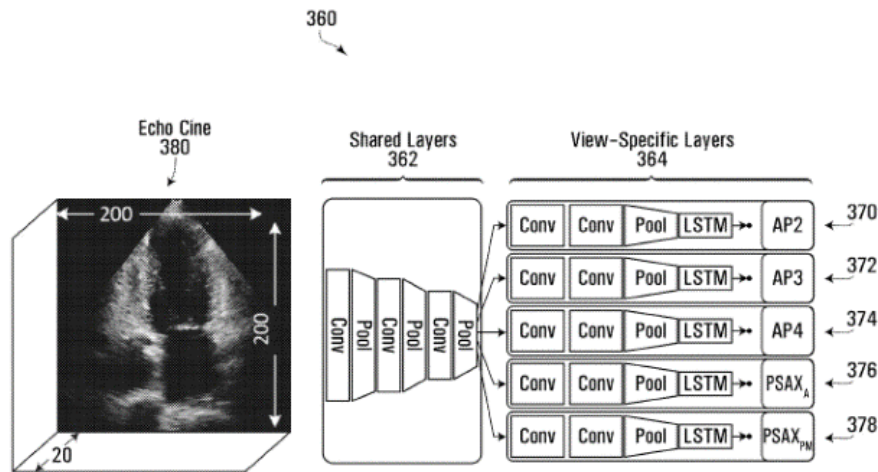 360
Echo Cine
380
Shared Layers
362
View-Specific Layers
364
200
200
20
Conv
Pool
Conv
Pool
Conv
Pool
Conv Conv Pool LSTM AP2 370
Conv Conv Pool LSTM AP3 372
Conv Conv Pool LSTM AP4 374
Conv Conv Pool LSTM PSAX_A 376
Conv Conv Pool LSTM PSAX_PM 378